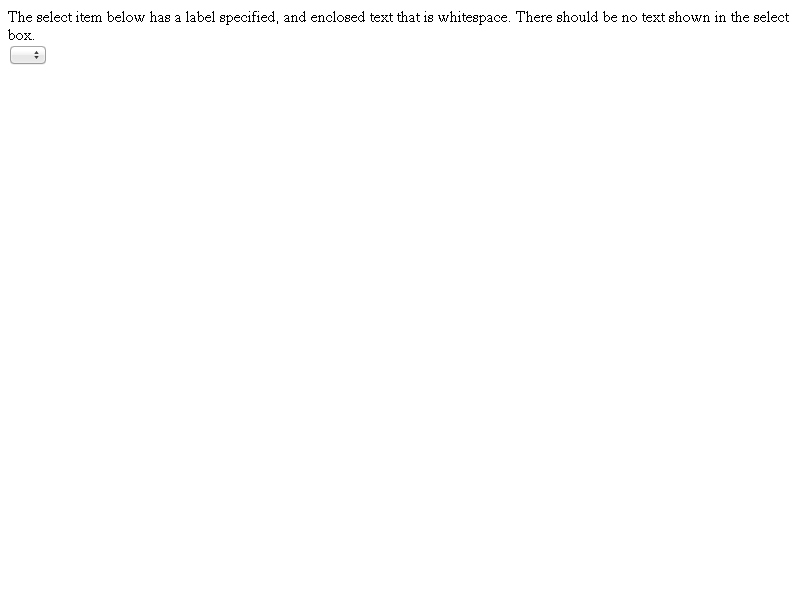 The select item below has a label specified, and enclosed text that is whitespace. There should be no text shown in the select
box.